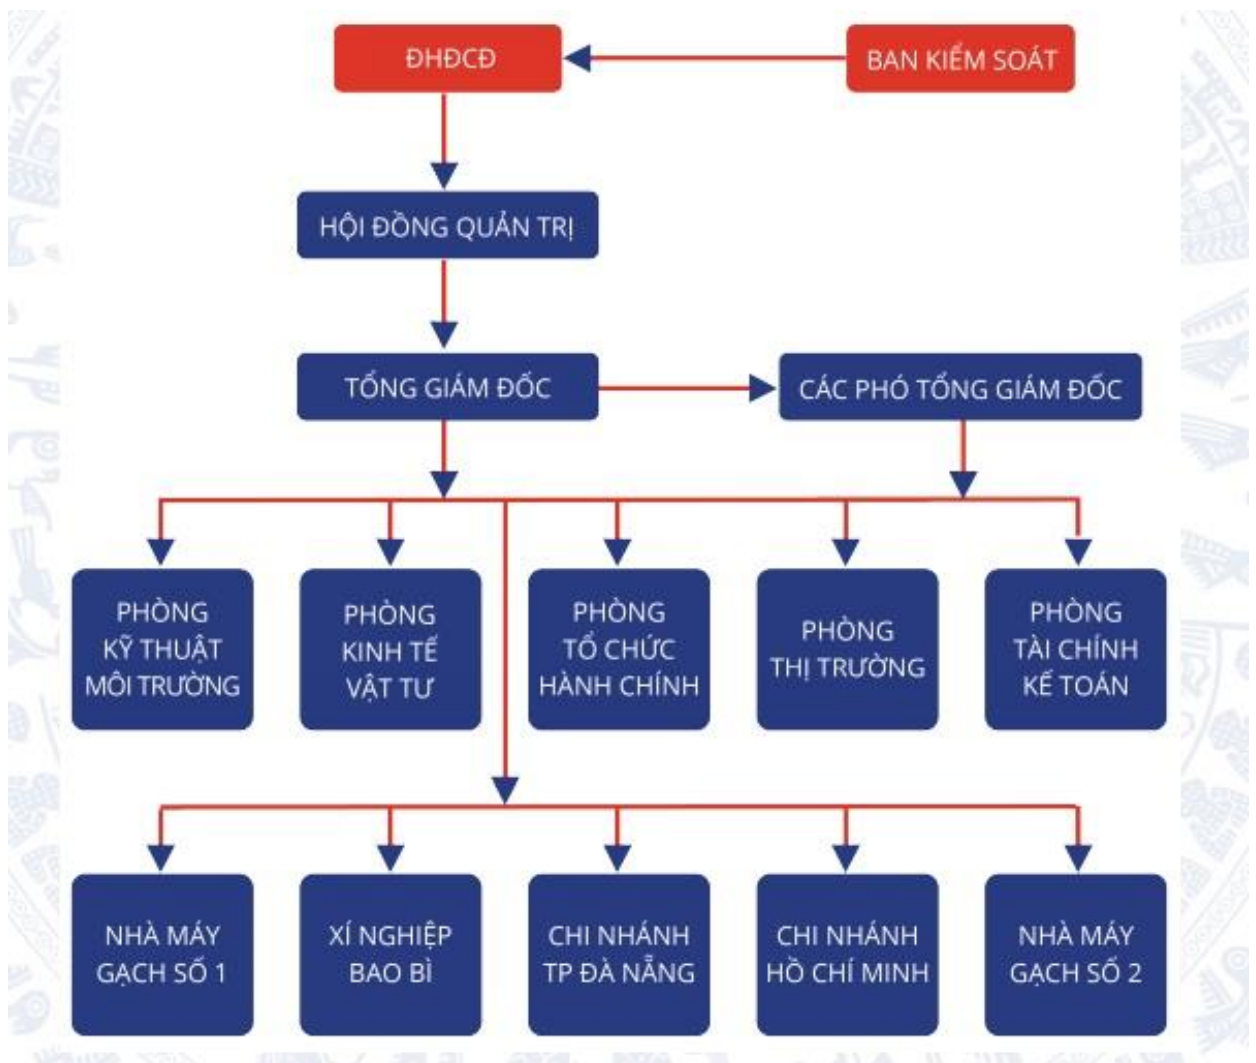 ĐHĐCĐ
BAN KIỂM SOÁT
HỘI ĐỒNG QUẢN TRỊ
TỔNG GIÁM ĐỐC
CÁC PHÓ TỔNG GIÁM ĐỐC
PHÒNG
KỸ THUẬT
MÔI TRƯỜNG
PHÒNG
KINH TẾ
VẬT TƯ
PHÒNG
TỔ CHỨC
HÀNH CHÍNH
PHÒNG
THỊ TRƯỜNG
PHÒNG
TÀI CHÍNH
KẾ TOÁN
NHÀ MÁY
GẠCH SỐ 1
XÍ NGHIỆP
BAO BÌ
CHI NHÁNH
TP ĐÀ NẴNG
CHI NHÁNH
HỒ CHÍ MINH
NHÀ MÁY
GẠCH SỐ 2